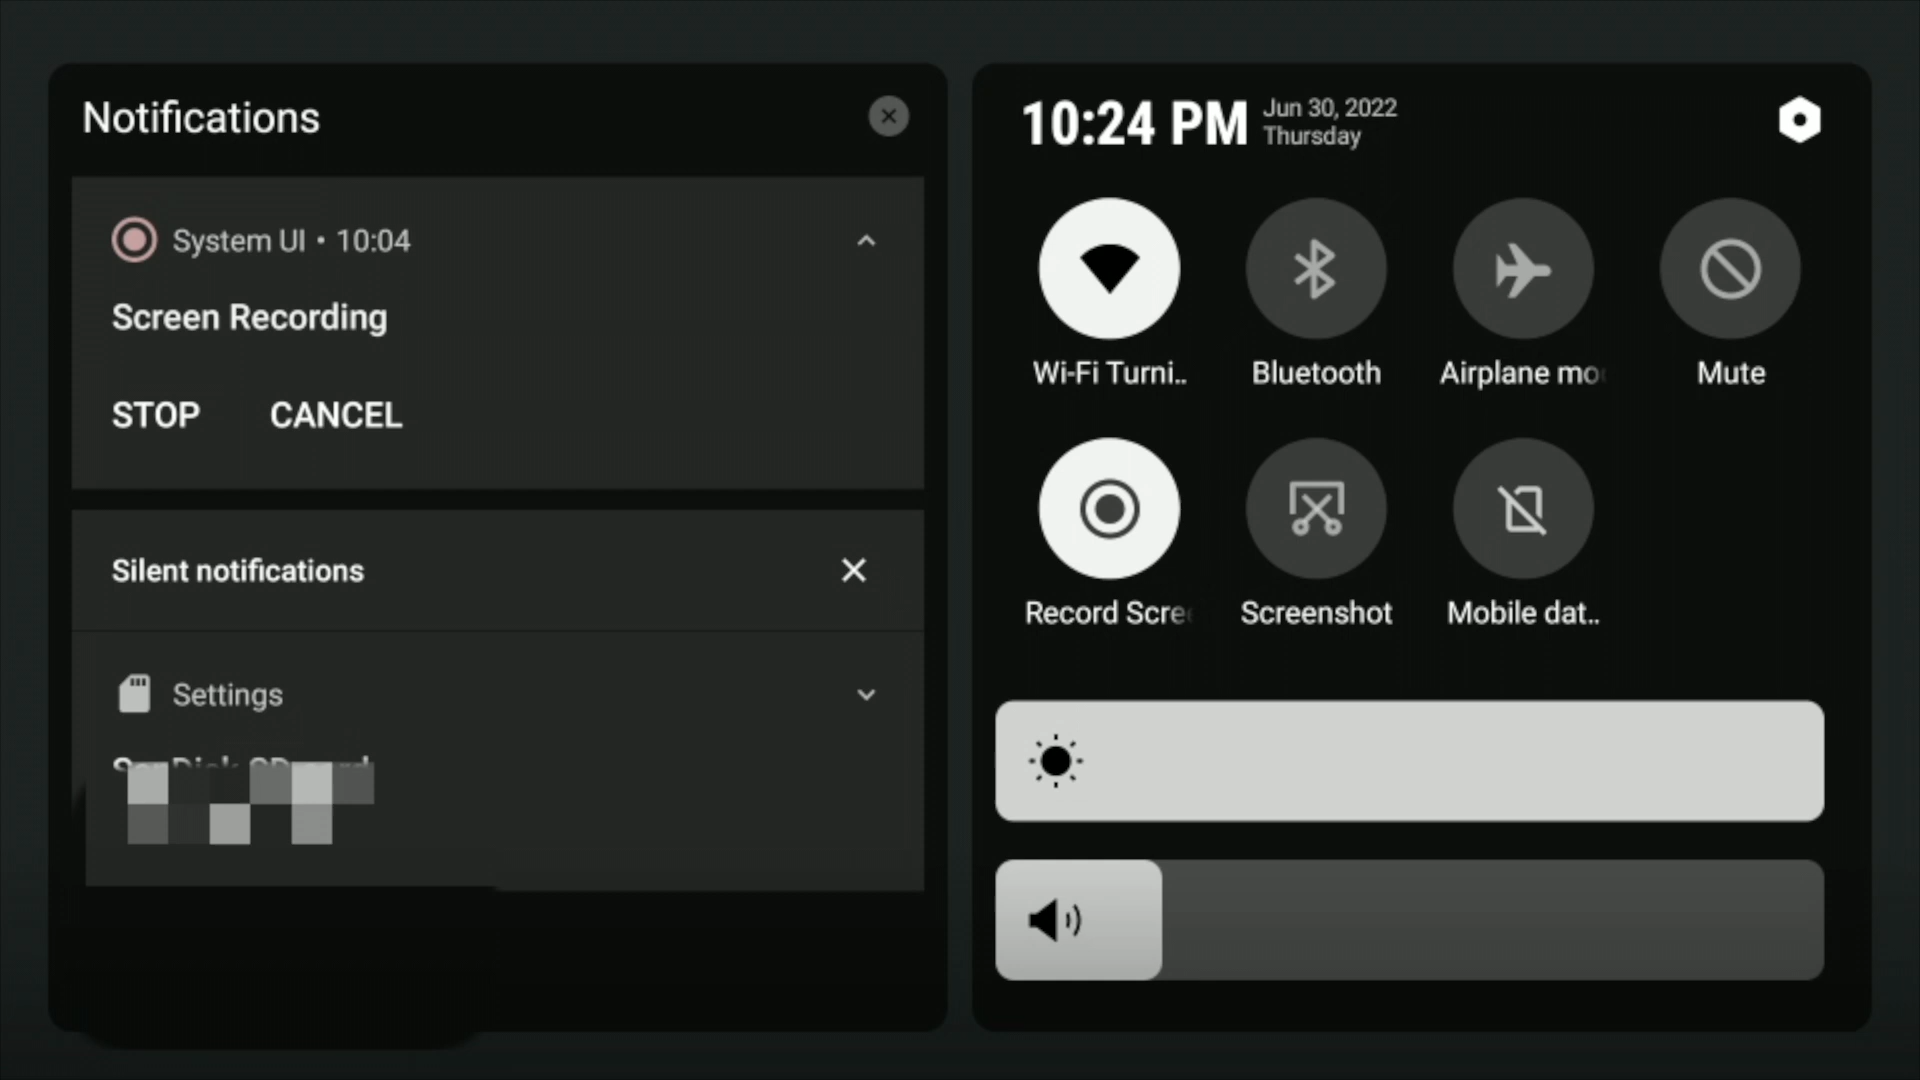 Notifications
System UI • 10:04
Screen Recording
STOP CANCEL
Silent notifications
Settings
10:24 PM
Jun 30, 2022
Thursday
Wi-Fi Turni..
Bluetooth
Airplane mo
Mute
Record Scre
Screenshot
Mobile dat..